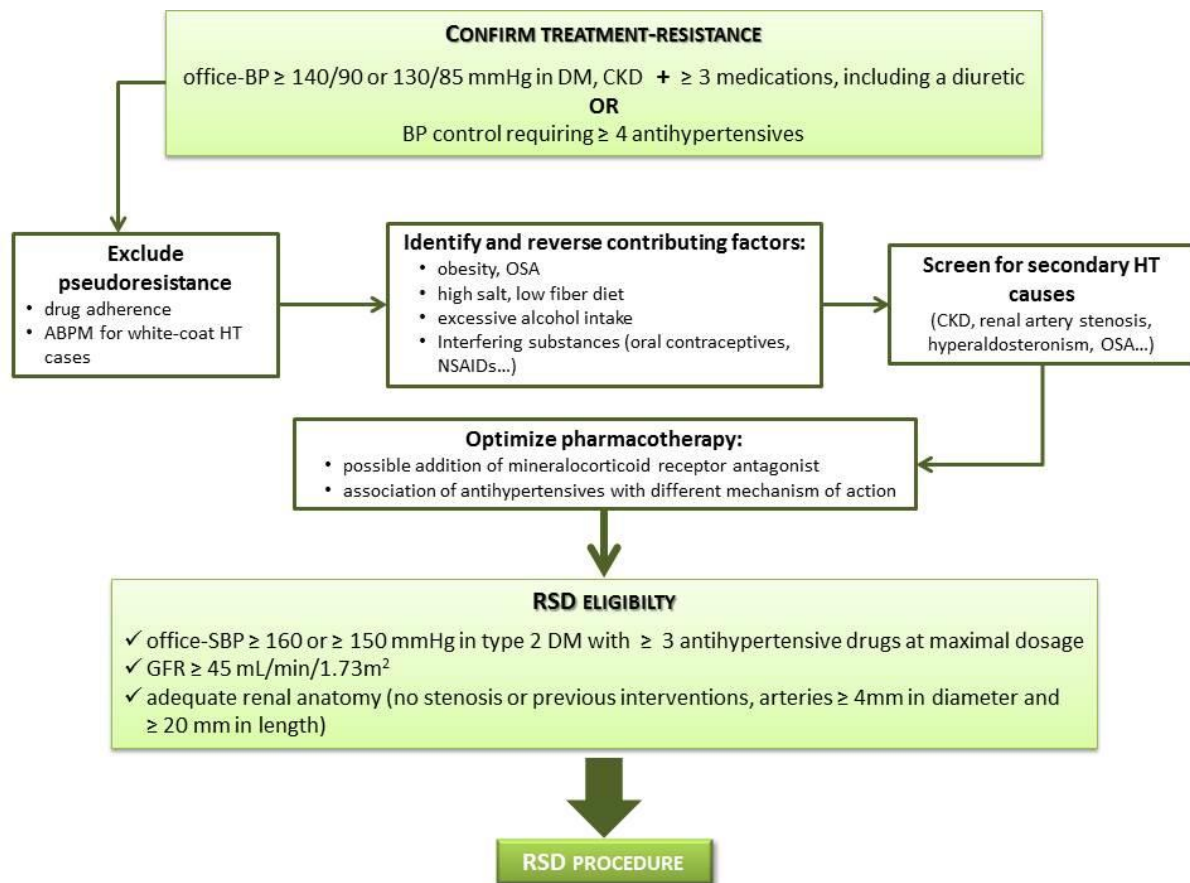 CONFIRM TREATMENT-RESISTANCE
office-BP ≥ 140/90 or 130/85 mmHg in DM, CKD + ≥ 3 medications, including a diuretic
OR
BP control requiring ≥ 4 antihypertensives
Exclude
pseudoresistance
• drug adherence
• ABPM for white-coat HT
cases
Identify and reverse contributing factors:
• obesity, OSA
• high salt, low fiber diet
• excessive alcohol intake
• Interfering substances (oral contraceptives,
NSAIDs...)
Screen for secondary HT
causes
(CKD, renal artery stenosis,
hyperaldosteronism, OSA...)
Optimize pharmacotherapy:
• possible addition of mineralocorticoid receptor antagonist
• association of antihypertensives with different mechanism of action
RSD ELIGIBILTY
✓ office-SBP ≥ 160 or ≥ 150 mmHg in type 2 DM with ≥ 3 antihypertensive drugs at maximal dosage
✓ GFR ≥ 45 mL/min/1.73m²
✓ adequate renal anatomy (no stenosis or previous interventions, arteries ≥ 4mm in diameter and
≥ 20 mm in length)
RSD PROCEDURE